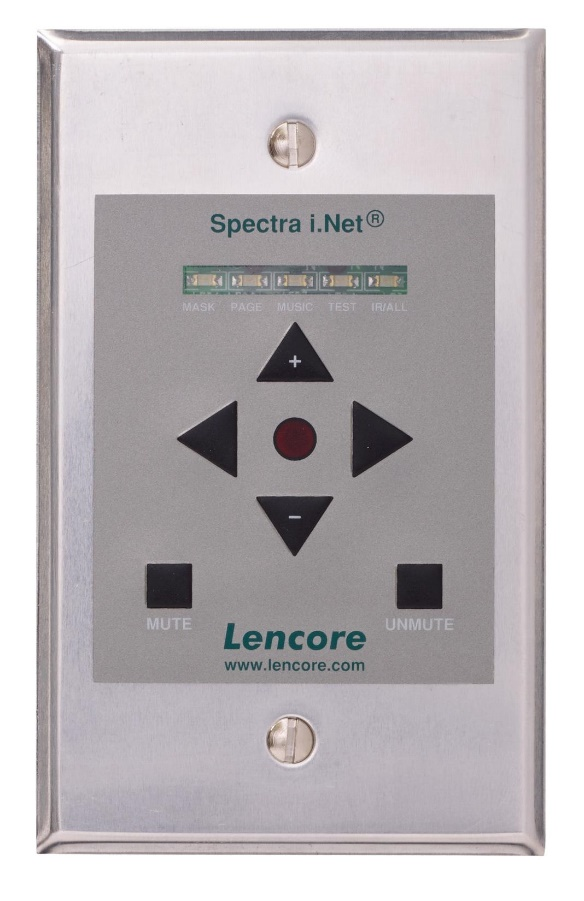 Spectra i.Net®
MASK PAGE MUSIC TEST IR/ALL
+
-
MUTE UNMUTE
Lencore
www.lencore.com